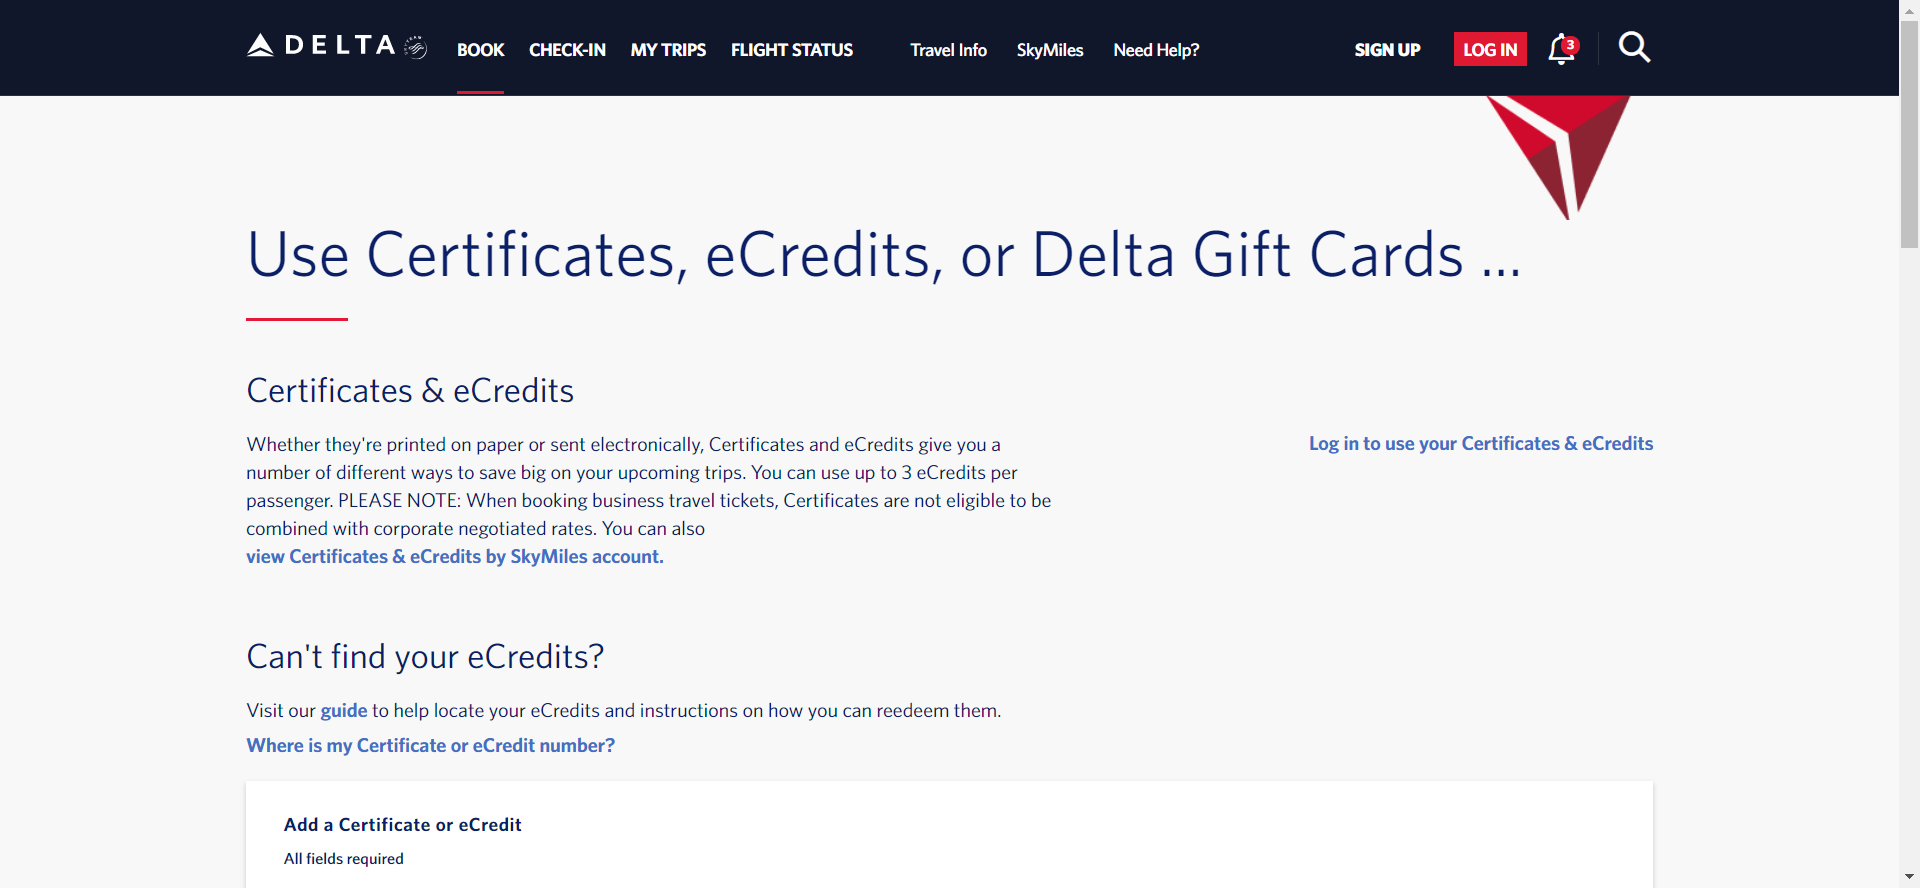 DELTA BOOK CHECK-IN MY TRIPS FLIGHT STATUS Travel Info SkyMiles Need Help? SIGN UP LOG IN 3
Use Certificates, eCredits, or Delta Gift Cards ...
Certificates & eCredits
Whether they're printed on paper or sent electronically, Certificates and eCredits give you a
number of different ways to save big on your upcoming trips. You can use up to 3 eCredits per
passenger. PLEASE NOTE: When booking business travel tickets, Certificates are not eligible to be
combined with corporate negotiated rates. You can also
view Certificates & eCredits by SkyMiles account.
Log in to use your Certificates & eCredits
Can't find your eCredits?
Visit our guide to help locate your eCredits and instructions on how you can reedeem them.
Where is my Certificate or eCredit number?
Add a Certificate or eCredit
All fields required